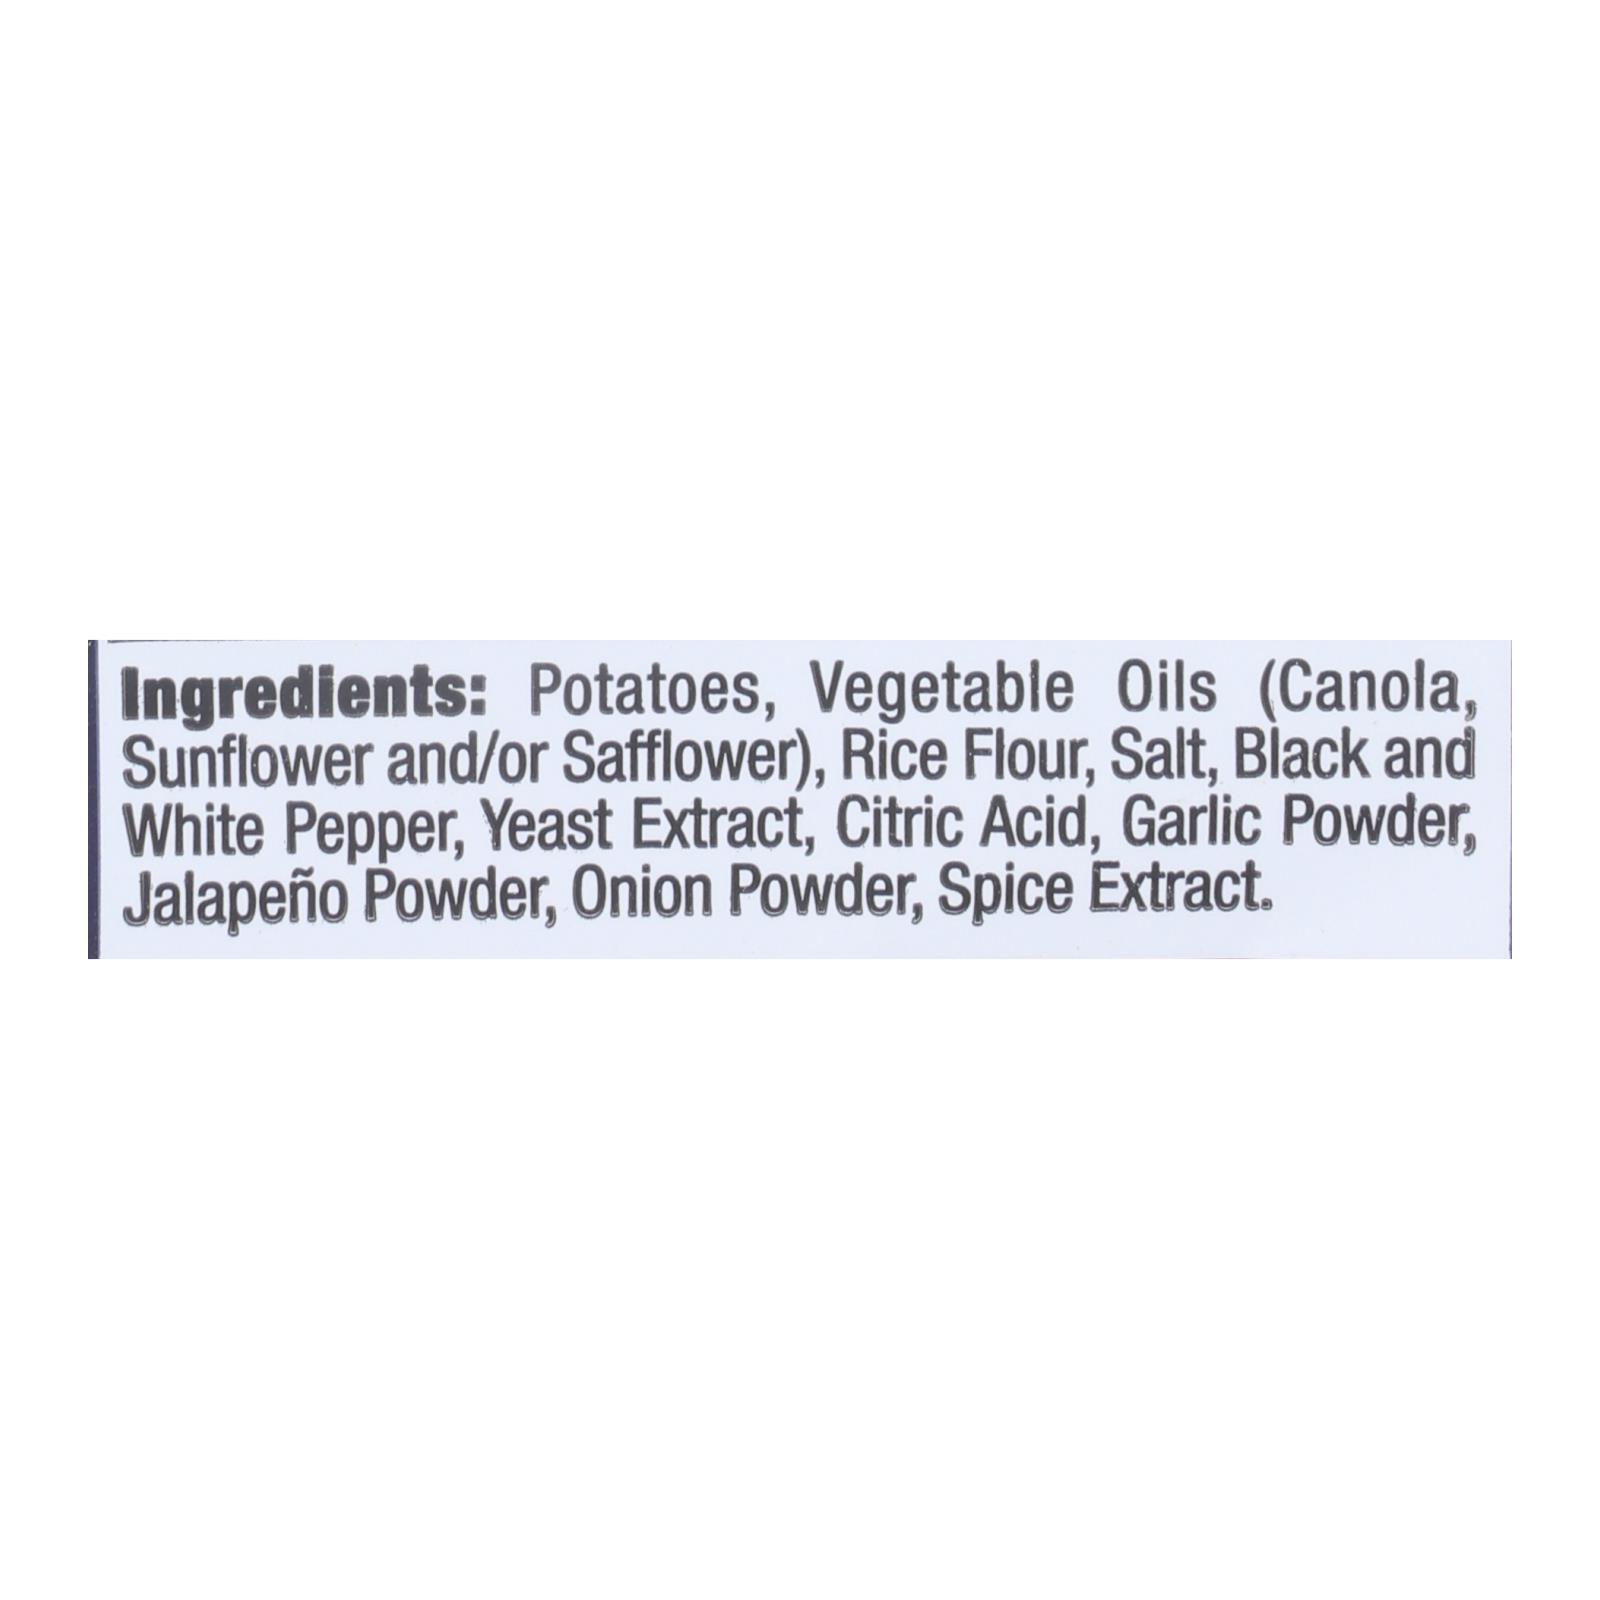 Ingredients: Potatoes, Vegetable Oils (Canola,
Sunflower and/or Safflower), Rice Flour, Salt, Black and
White Pepper, Yeast Extract, Citric Acid, Garlic Powder,
Jalapeño Powder, Onion Powder, Spice Extract.